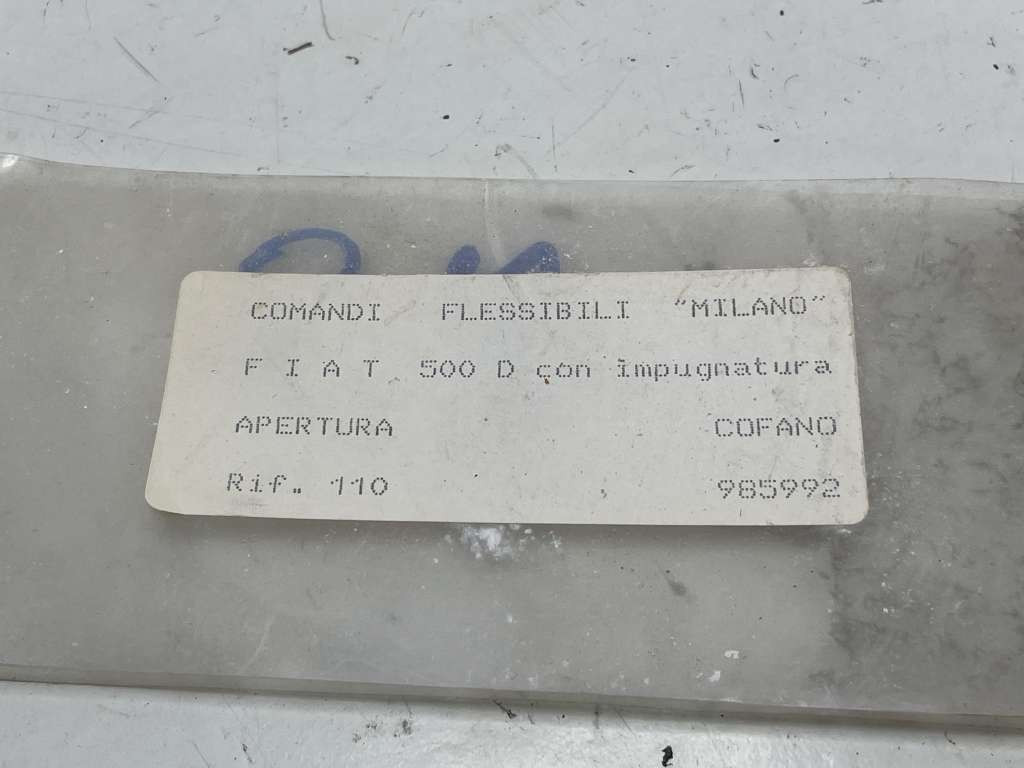 COMANDI FLESSIBILI "MILANO"
F I A T 500 D con impugnatura
APERTURA COFANO
Rif. 110 985992